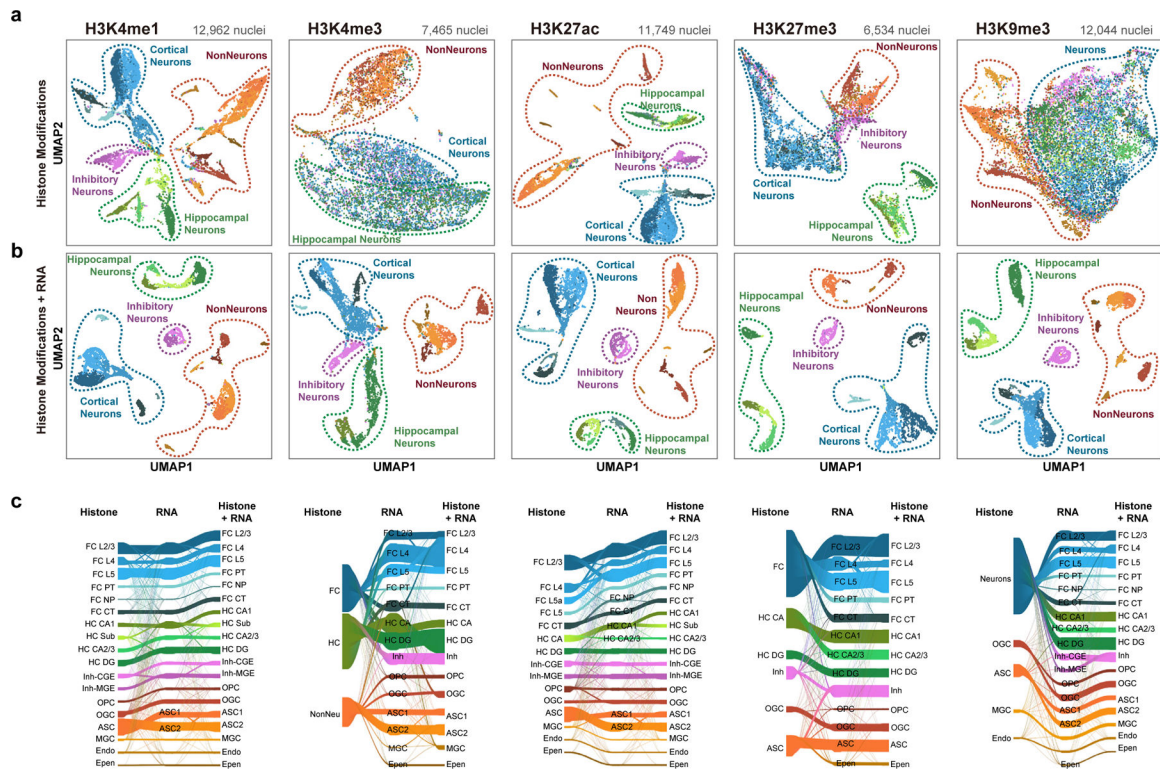 a
H3K4me1 12,962 nuclei
H3K4me3 7,465 nuclei
H3K27ac 11,749 nuclei
H3K27me3 6,534 nuclei
H3K9me3 12,044 nuclei
Histone Modifications
UMAP2
Cortical
Neurons
NonNeurons
Inhibitory
Neurons
Hippocampal
Neurons
NonNeurons
Cortical
Neurons
Hippocampal Neurons
NonNeurons
Hippocampal
Neurons
Inhibitory
Neurons
Cortical
Neurons
NonNeurons
Inhibitory
Neurons
Cortical
Neurons
Hippocampal
Neurons
Neurons
NonNeurons
b
Histone Modifications + RNA
UMAP2
Hippocampal
Neurons
Inhibitory
Neurons
NonNeurons
Cortical
Neurons
UMAP1
Cortical
Neurons
Inhibitory
Neurons
NonNeurons
Hippocampal
Neurons
UMAP1
Cortical
Neurons
Non
Neurons
Inhibitory
Neurons
Hippocampal
Neurons
UMAP1
NonNeurons
Hippocampal
Neurons
Inhibitory
Neurons
Cortical
Neurons
UMAP1
Hippocampal
Neurons
Inhibitory
Neurons
NonNeurons
Cortical
Neurons
UMAP1
c
Histone
RNA
Histone
+ RNA
FC L2/3
FC L4
FC L5
FC PT
FC NP
FC CT
HC CA1
HC Sub
HC CA2/3
HC DG
Inh-CGE
Inh-MGE
OPC
OGC
ASC
MGC
Endo
Epen
ASC1
ASC2
FC L2/3
FC L4
FC L5
FC PT
FC NP
FC CT
HC CA1
HC Sub
HC CA2/3
HC DG
Inh-CGE
Inh-MGE
OPC
OGC
ASC1
ASC2
MGC
Endo
Epen
Histone
RNA
Histone
+ RNA
FC
HC
NonNeu
FC L2/3
FC L4
FC L5
FC PT
FC CT
HC CA
HC DG
Inh
OPC
OGC
ASC1
ASC2
MGC
Epen
FC L2/3
FC L4
FC L5
FC PT
FC CT
HC CA
HC DG
Inh
OPC
OGC
ASC1
ASC2
MGC
Epen
Histone
RNA
Histone
+ RNA
FC L2/3
FC L4
FC L5a
FC L5
FC CT
HC CA
HC DG
Inh-CGE
Inh-MGE
OPC
OGC
ASC
MGC
Endo
Epen
FC NP
FC CT
HC CA1
HC CA2/3
ASC1
ASC2
FC L2/3
FC L4
FC L5
FC PT
FC NP
FC CT
HC CA1
HC Sub
HC CA2/3
HC DG
Inh-CGE
Inh-MGE
OPC
OGC
ASC1
ASC2
MGC
Endo
Epen
Histone
RNA
Histone
+ RNA
FC
HC CA
HC DG
Inh
OGC
ASC
FC L2/3
FC L4
FC L5
FC PT
FC CT
HC CA1
HC CA2/3
HC DG
Inh
OPC
OGC
ASC
FC L2/3
FC L4
FC L5
FC PT
FC CT
HC CA1
HC CA2/3
HC DG
Inh
OPC
OGC
ASC
Histone
RNA
Histone
+ RNA
Neurons
OGC
ASC
MGC
Endo
FC L2/3
FC L4
FC L5
FC PT
FC NP
FC CT
HC CA1
HC CA2/3
HC DG
Inh-CGE
Inh-MGE
OPC
OGC
ASC1
ASC2
MGC
Endo
Epen
FC L2/3
FC L4
FC L5
FC PT
FC NP
FC CT
HC CA1
HC CA2/3
HC DG
Inh
OPC
OGC
ASC1
ASC2
MGC
Endo
Epen